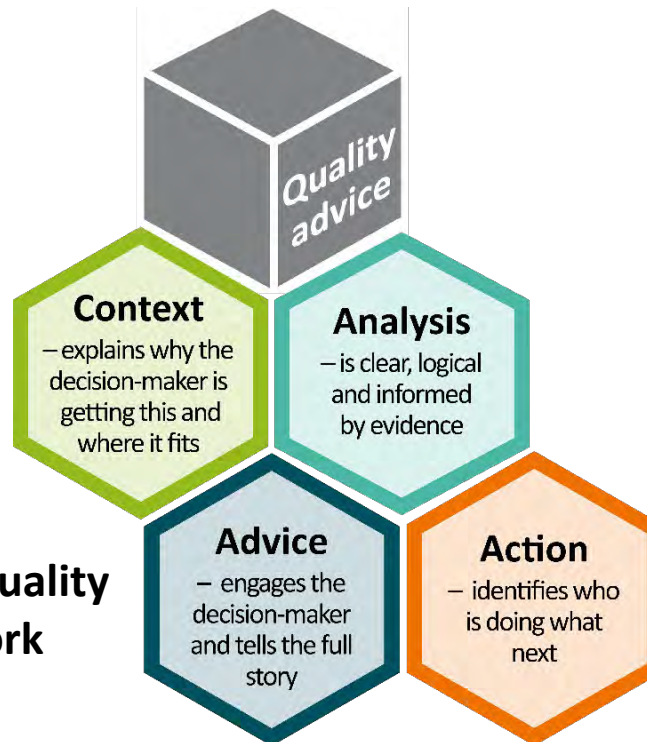 Quality
advice
Context
– explains why the
decision-maker is
getting this and
where it fits
Analysis
– is clear, logical
and informed
by evidence
Advice
– engages the
decision-maker
and tells the full
story
Action
– identifies who
is doing what
next
uality
ork